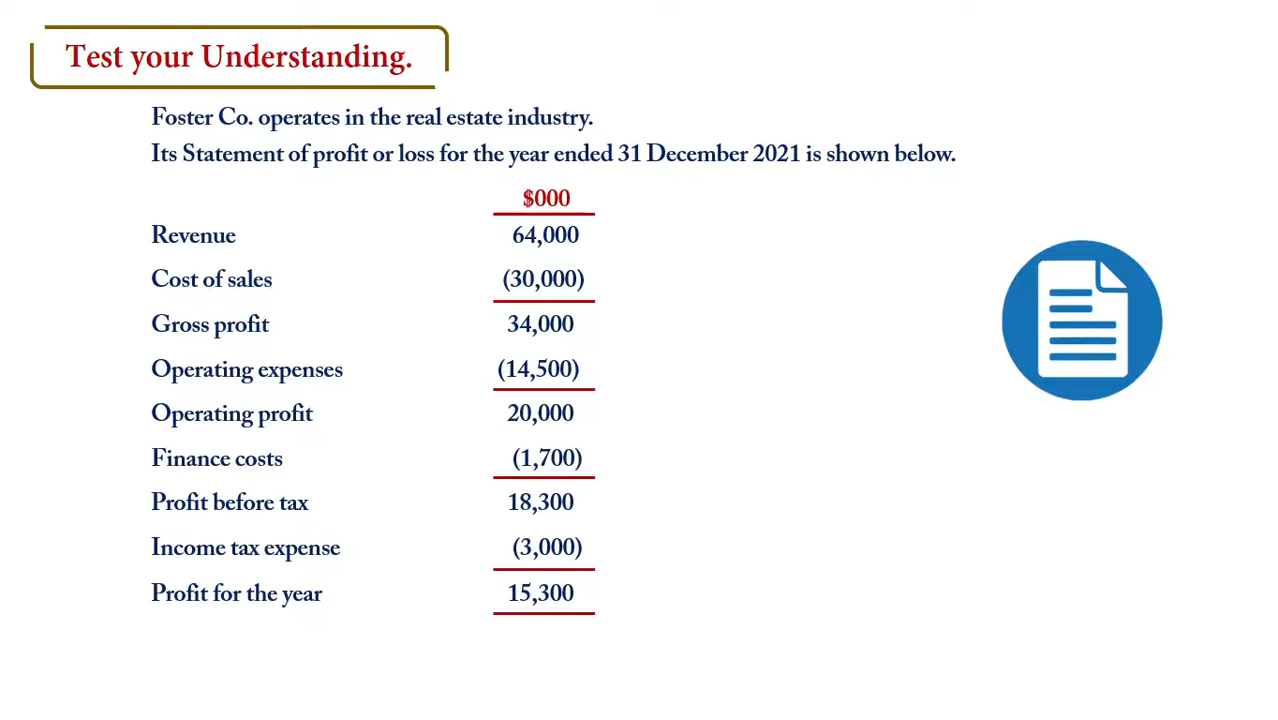 Test your Understanding.
Foster Co. operates in the real estate industry.
Its Statement of profit or loss for the year ended 31 December 2021 is shown below.
$000
Revenue 64,000
Cost of sales (30,000)
Gross profit 34,000
Operating expenses (14,500)
Operating profit 20,000
Finance costs (1,700)
Profit before tax 18,300
Income tax expense (3,000)
Profit for the year 15,300